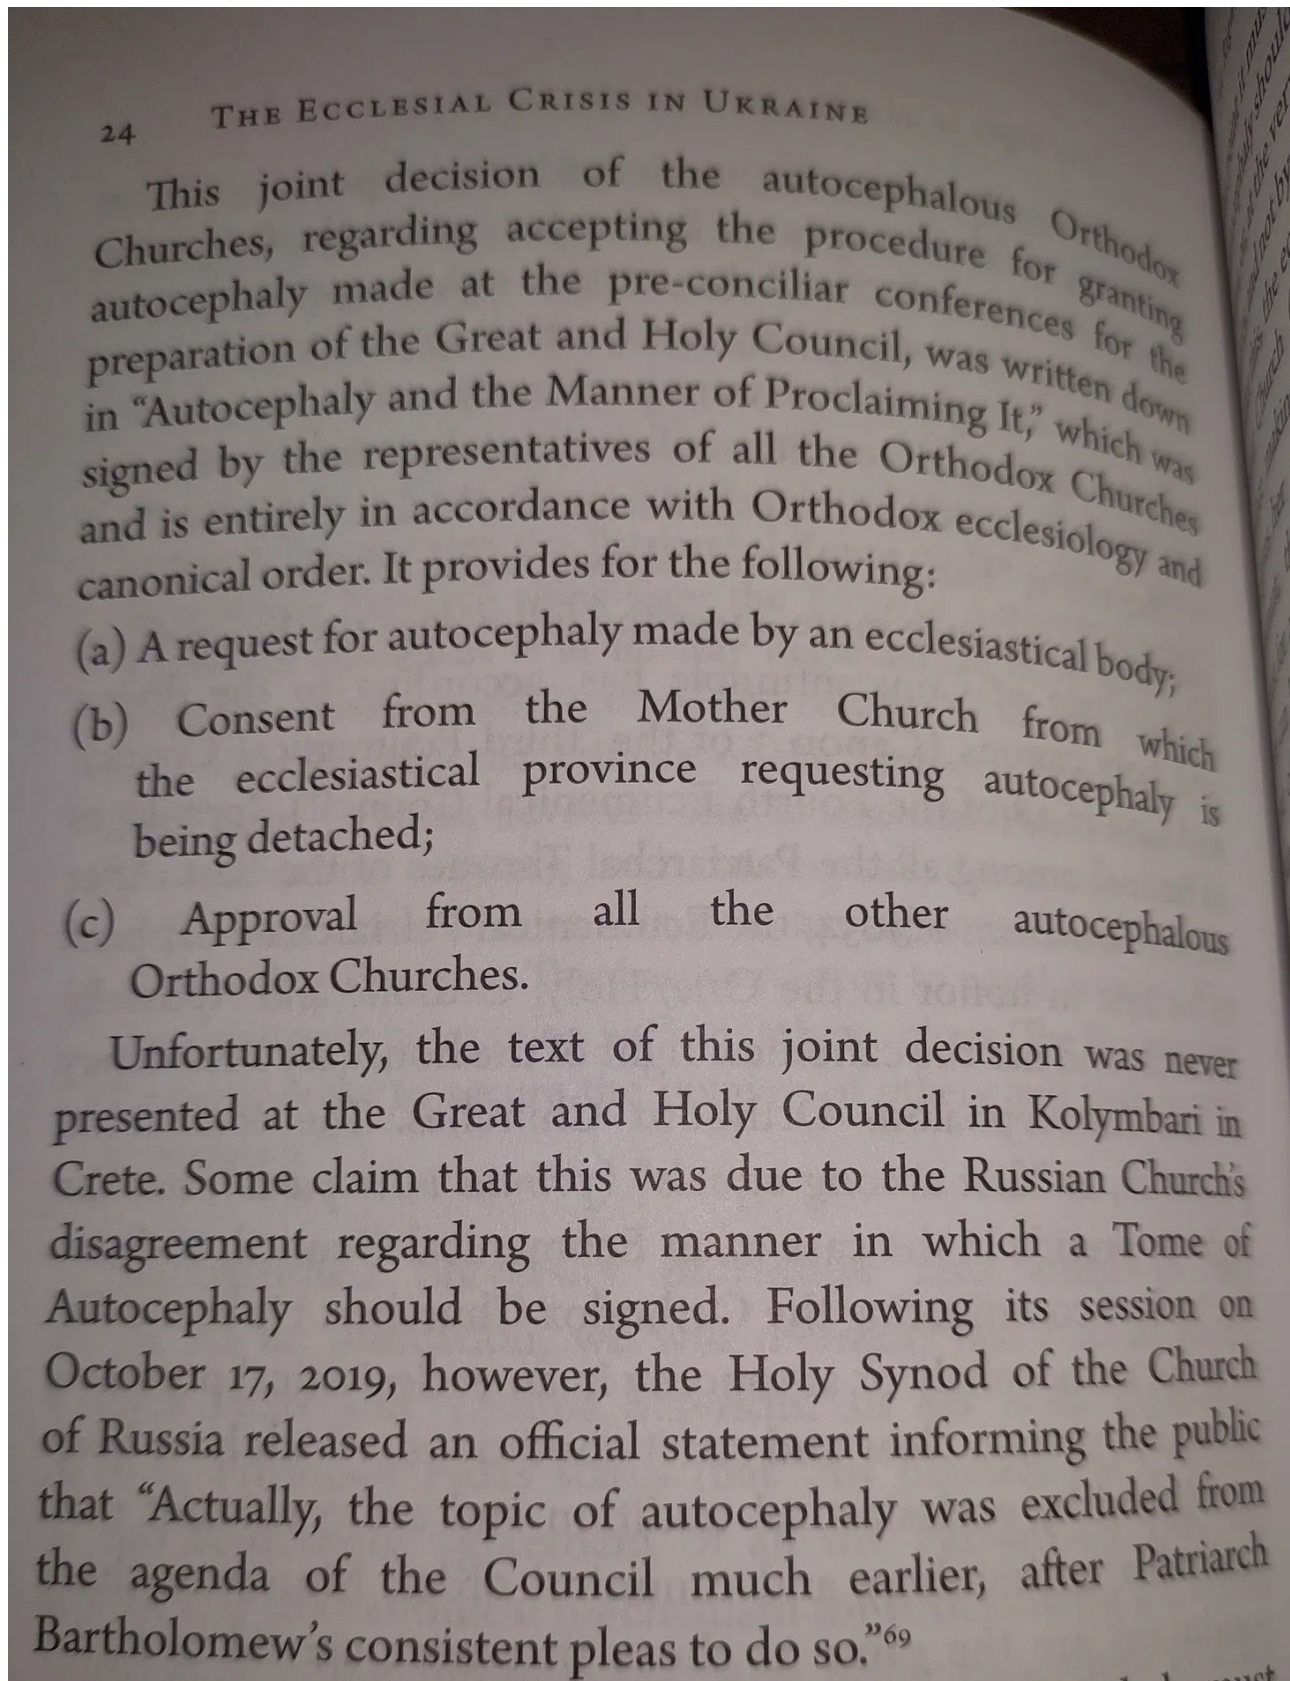 24 THE ECCLESIAL CRISIS IN UKRAINE
This joint decision of the autocephalous Orthodox
Churches, regarding accepting the procedure for granting
autocephaly made at the pre-conciliar conferences for the
preparation of the Great and Holy Council, was written down
in “Autocephaly and the Manner of Proclaiming It,” which was
signed by the representatives of all the Orthodox Churches
and is entirely in accordance with Orthodox ecclesiology and
canonical order. It provides for the following:
(a) A request for autocephaly made by an ecclesiastical body;
(b) Consent from the Mother Church from which
the ecclesiastical province requesting autocephaly is
being detached;
(c) Approval from all the other autocephalous
Orthodox Churches.
Unfortunately, the text of this joint decision was never
presented at the Great and Holy Council in Kolymbari in
Crete. Some claim that this was due to the Russian Church’s
disagreement regarding the manner in which a Tome of
Autocephaly should be signed. Following its session on
October 17, 2019, however, the Holy Synod of the Church
of Russia released an official statement informing the public
that “Actually, the topic of autocephaly was excluded from
the agenda of the Council much earlier, after Patriarch
Bartholomew’s consistent pleas to do so.”69